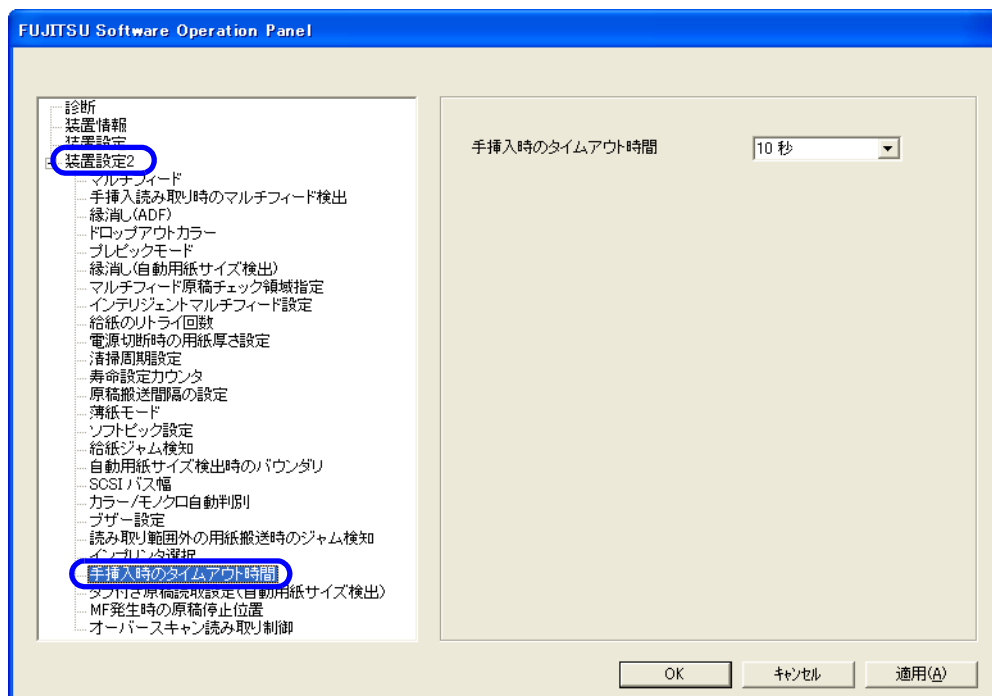 FUJITSU Software Operation Panel
診断
装置情報
装置設定
装置設定2
マルチフィード
手挿入読み取り時のマルチフィード検出
縁消し(ADF)
ドロップアウトカラー
プレピックモード
縁消し(自動用紙サイズ検出)
マルチフィード原稿チェック領域指定
インテリジェントマルチフィード設定
給紙のリトライ回数
電源切断時の用紙厚さ設定
清掃周期設定
寿命設定カウンタ
原稿搬送間隔の設定
薄紙モード
ソフトピック設定
給紙ジャム検知
自動用紙サイズ検出時のバウンダリ
SCSI バス幅
カラー/モノクロ自動判別
ブザー設定
読み取り範囲外の用紙搬送時のジャム検知
インプリンタ選択
手挿入時のタイムアウト時間
タブ付き原稿読取設定(自動用紙サイズ検出)
MF発生時の原稿停止位置
オーバースキャン読み取り制御
手挿入時のタイムアウト時間 10 秒
OK キャンセル 適用(A)